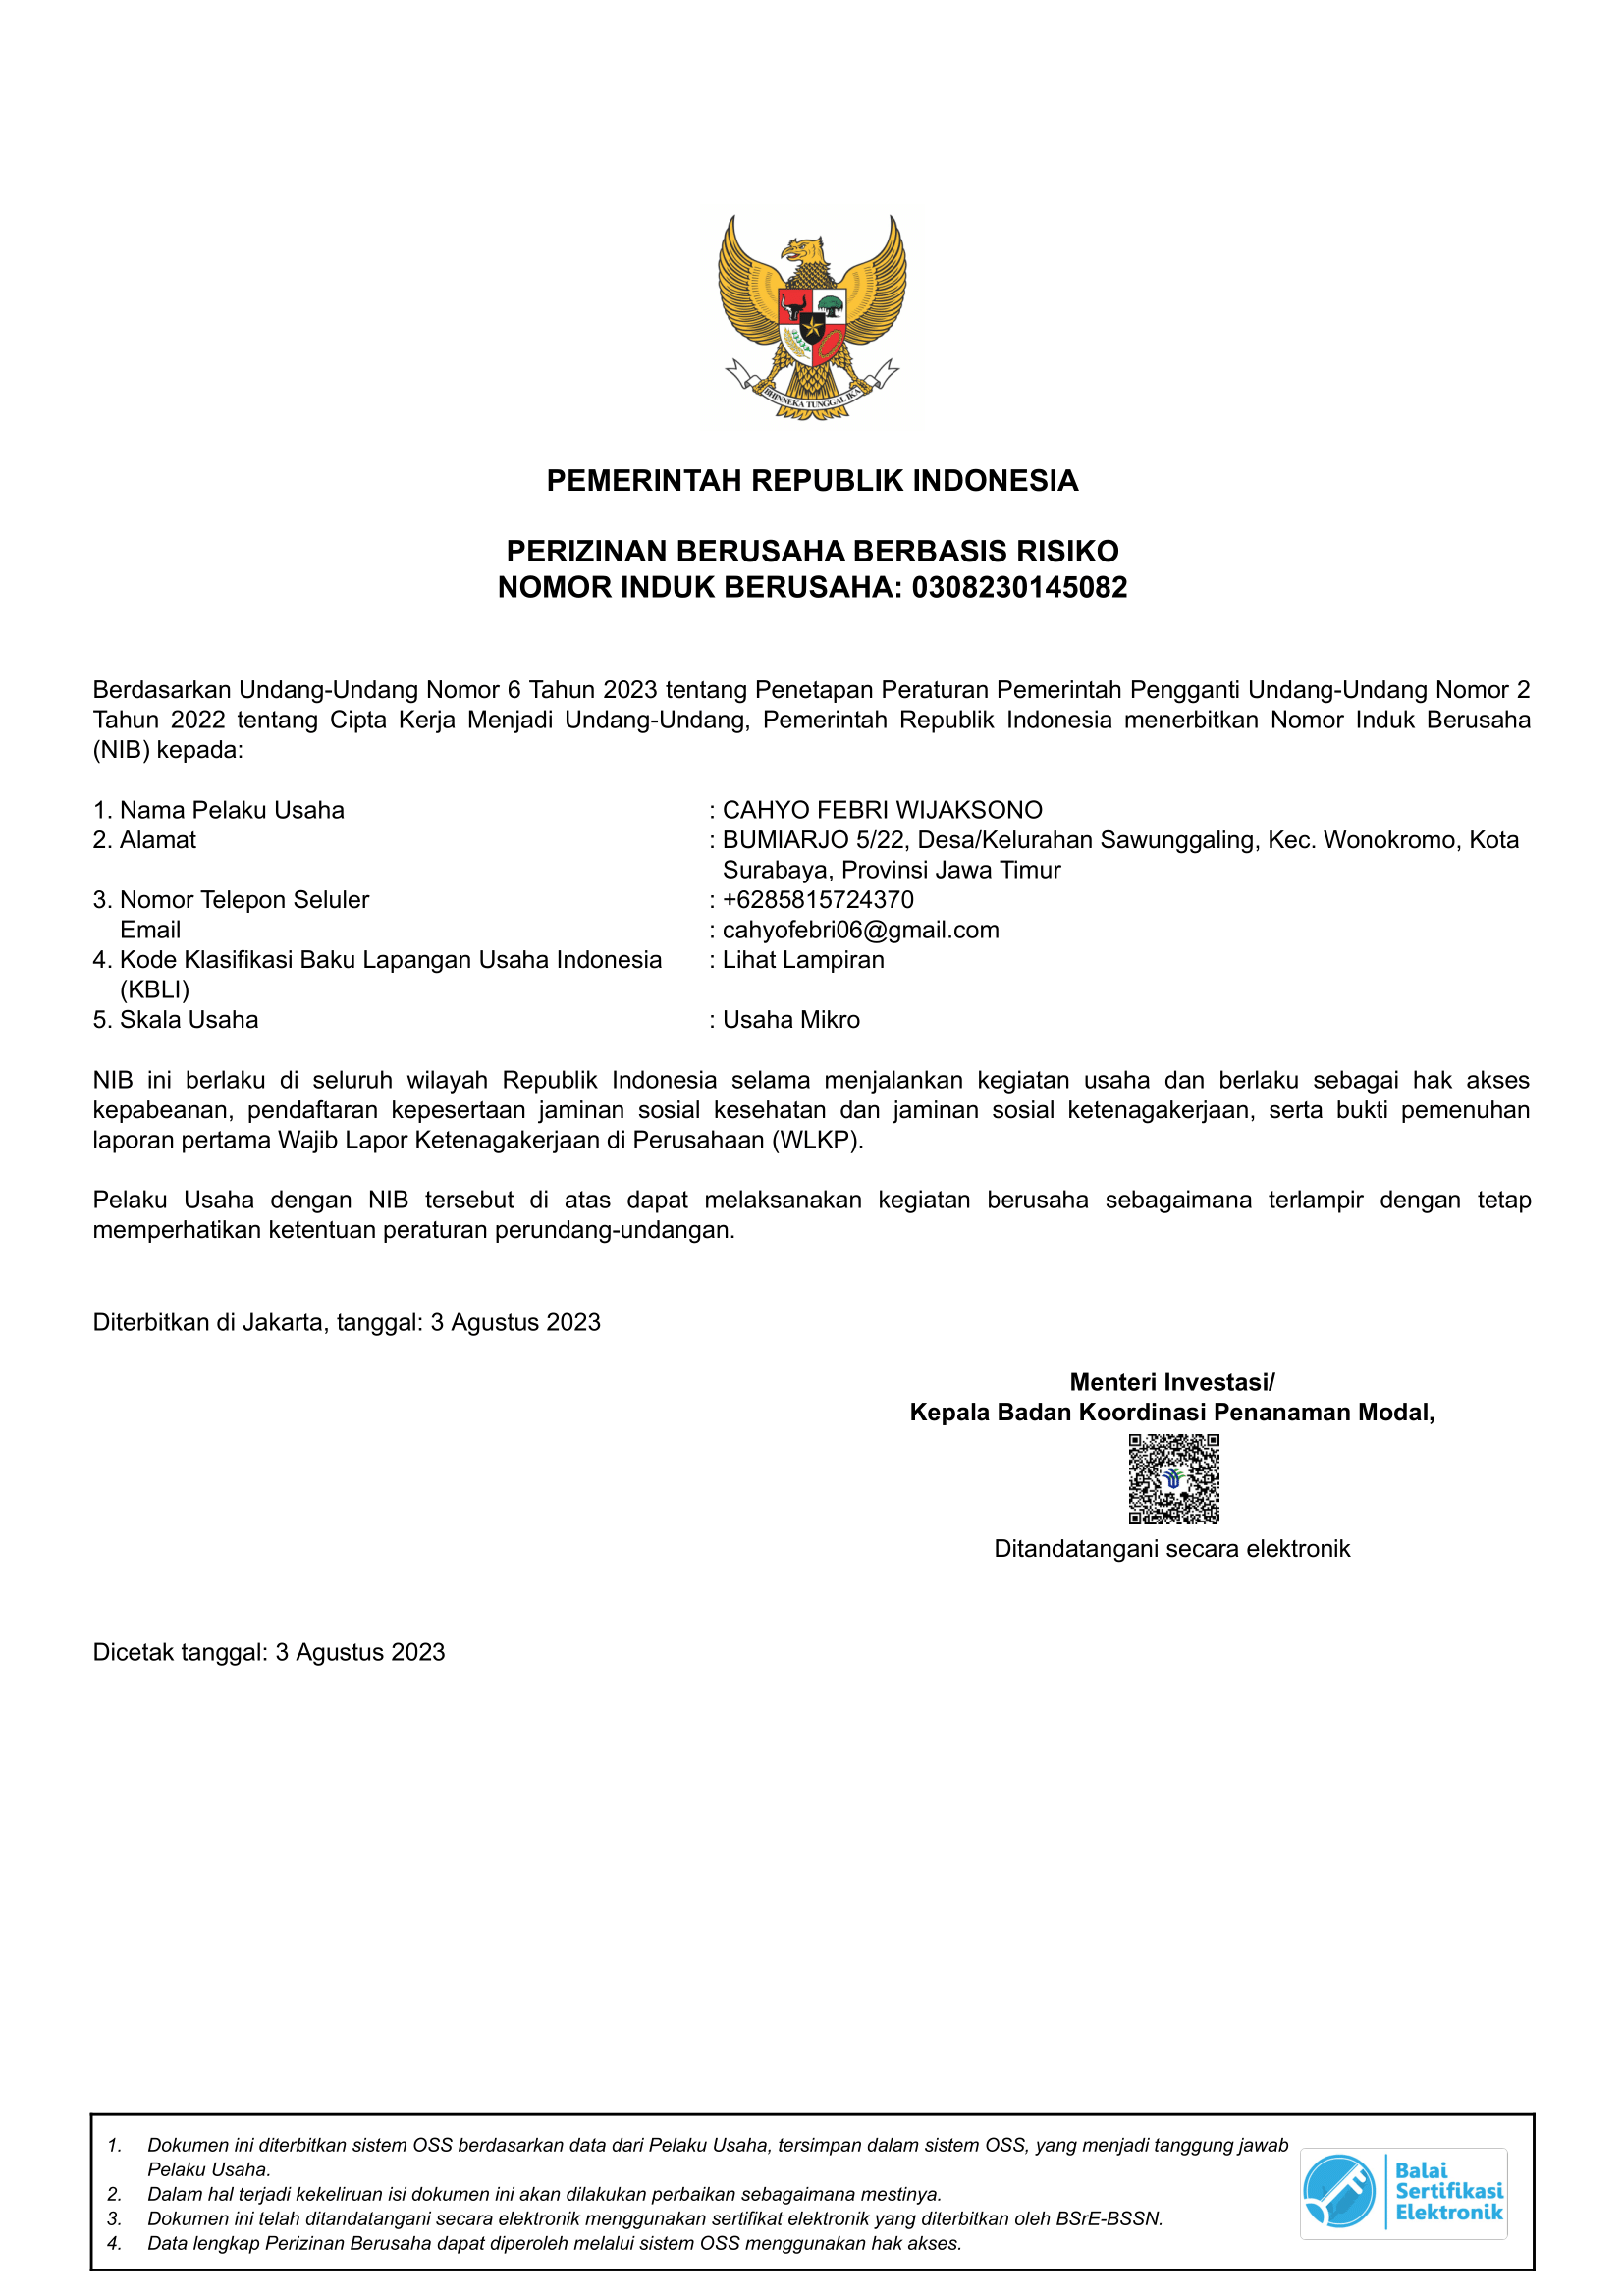 BHINNEKA TUNGGAL IKA
PEMERINTAH REPUBLIK INDONESIA
PERIZINAN BERUSAHA BERBASIS RISIKO
NOMOR INDUK BERUSAHA: 0308230145082
Berdasarkan Undang-Undang Nomor 6 Tahun 2023 tentang Penetapan Peraturan Pemerintah Pengganti Undang-Undang Nomor 2
Tahun 2022 tentang Cipta Kerja Menjadi Undang-Undang, Pemerintah Republik Indonesia menerbitkan Nomor Induk Berusaha
(NIB) kepada:
1. Nama Pelaku Usaha : CAHYO FEBRI WIJAKSONO
2. Alamat : BUMIARJO 5/22, Desa/Kelurahan Sawunggaling, Kec. Wonokromo, Kota
Surabaya, Provinsi Jawa Timur
3. Nomor Telepon Seluler : +6285815724370
Email : cahyofebri06@gmail.com
4. Kode Klasifikasi Baku Lapangan Usaha Indonesia : Lihat Lampiran
(KBLI)
5. Skala Usaha : Usaha Mikro
NIB ini berlaku di seluruh wilayah Republik Indonesia selama menjalankan kegiatan usaha dan berlaku sebagai hak akses
kepabeanan, pendaftaran kepesertaan jaminan sosial kesehatan dan jaminan sosial ketenagakerjaan, serta bukti pemenuhan
laporan pertama Wajib Lapor Ketenagakerjaan di Perusahaan (WLKP).
Pelaku Usaha dengan NIB tersebut di atas dapat melaksanakan kegiatan berusaha sebagaimana terlampir dengan tetap
memperhatikan ketentuan peraturan perundang-undangan.
Diterbitkan di Jakarta, tanggal: 3 Agustus 2023
Menteri Investasi/
Kepala Badan Koordinasi Penanaman Modal,
Ditandatangani secara elektronik
Dicetak tanggal: 3 Agustus 2023
1. Dokumen ini diterbitkan sistem OSS berdasarkan data dari Pelaku Usaha, tersimpan dalam sistem OSS, yang menjadi tanggung jawab
Pelaku Usaha.
2. Dalam hal terjadi kekeliruan isi dokumen ini akan dilakukan perbaikan sebagaimana mestinya.
3. Dokumen ini telah ditandatangani secara elektronik menggunakan sertifikat elektronik yang diterbitkan oleh BSrE-BSSN.
4. Data lengkap Perizinan Berusaha dapat diperoleh melalui sistem OSS menggunakan hak akses.
Balai
Sertifikasi
Elektronik